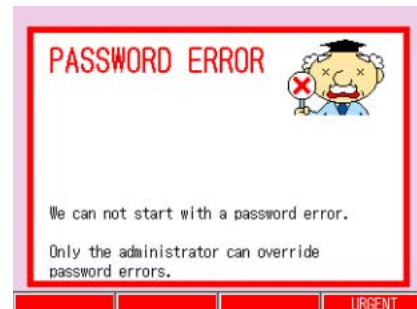 PASSWORD ERROR
We can not start with a password error.
Only the administrator can override
password errors.
URGENT